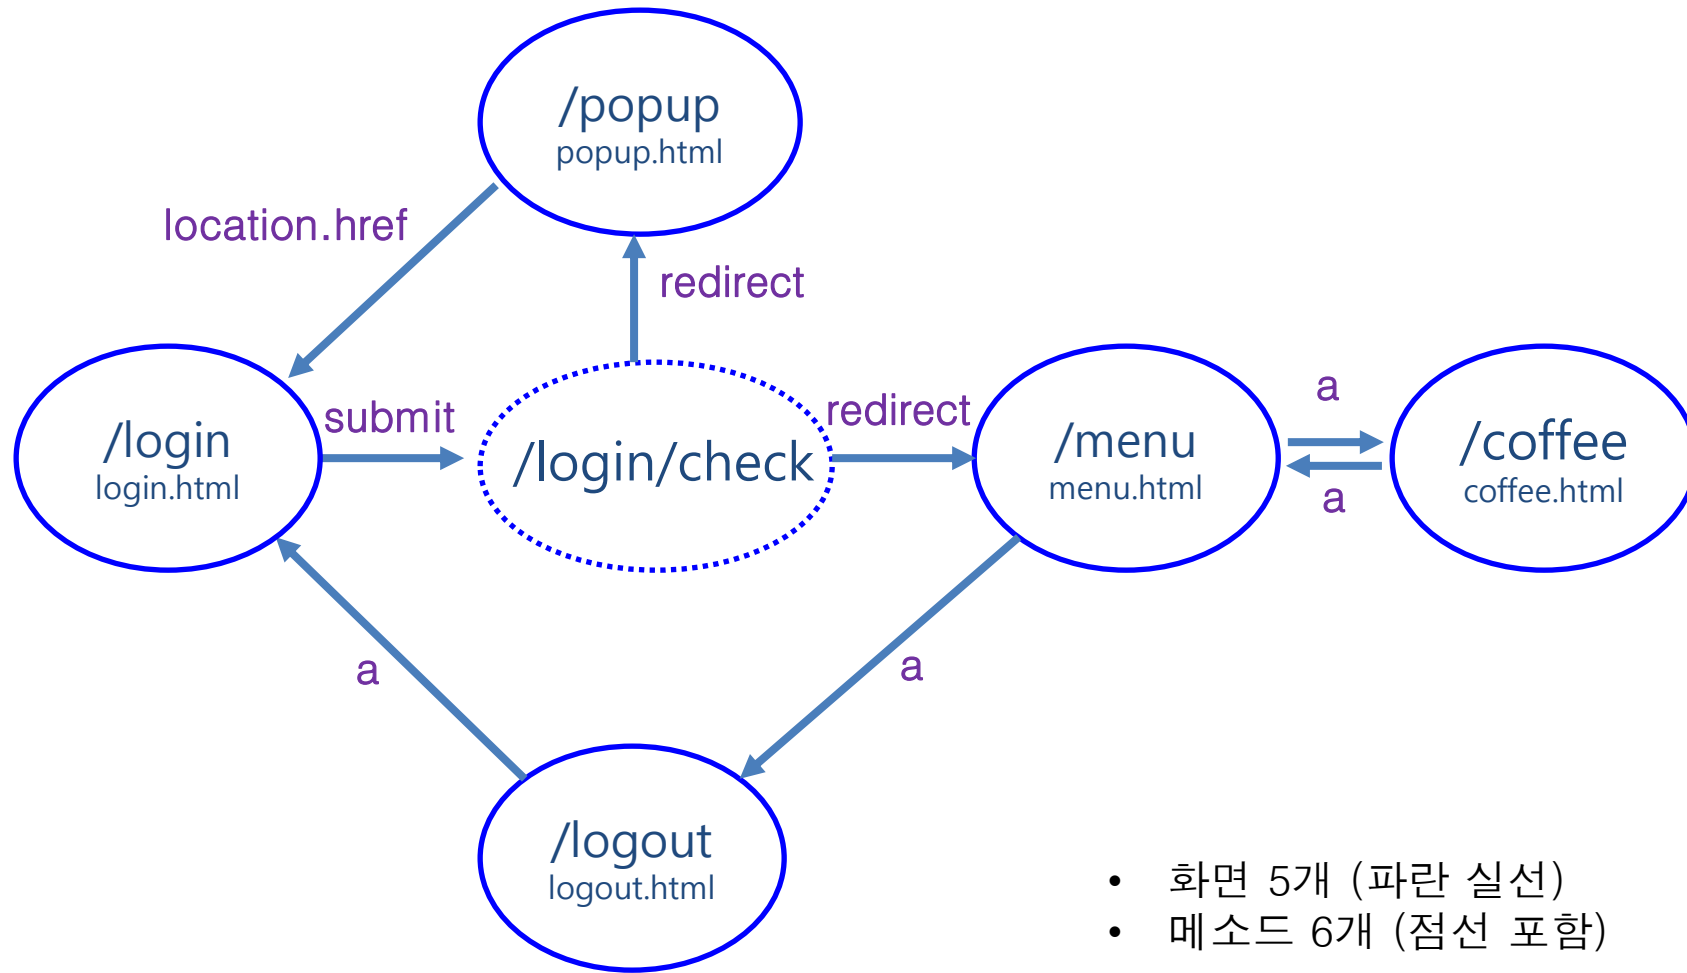 /popup
popup.html
location.href
redirect
/login
login.html
submit
/login/check
redirect
/menu
menu.html
a
a
/coffee
coffee.html
a
a
/logout
logout.html
• 화면 5개 (파란 실선)
• 메소드 6개 (점선 포함)